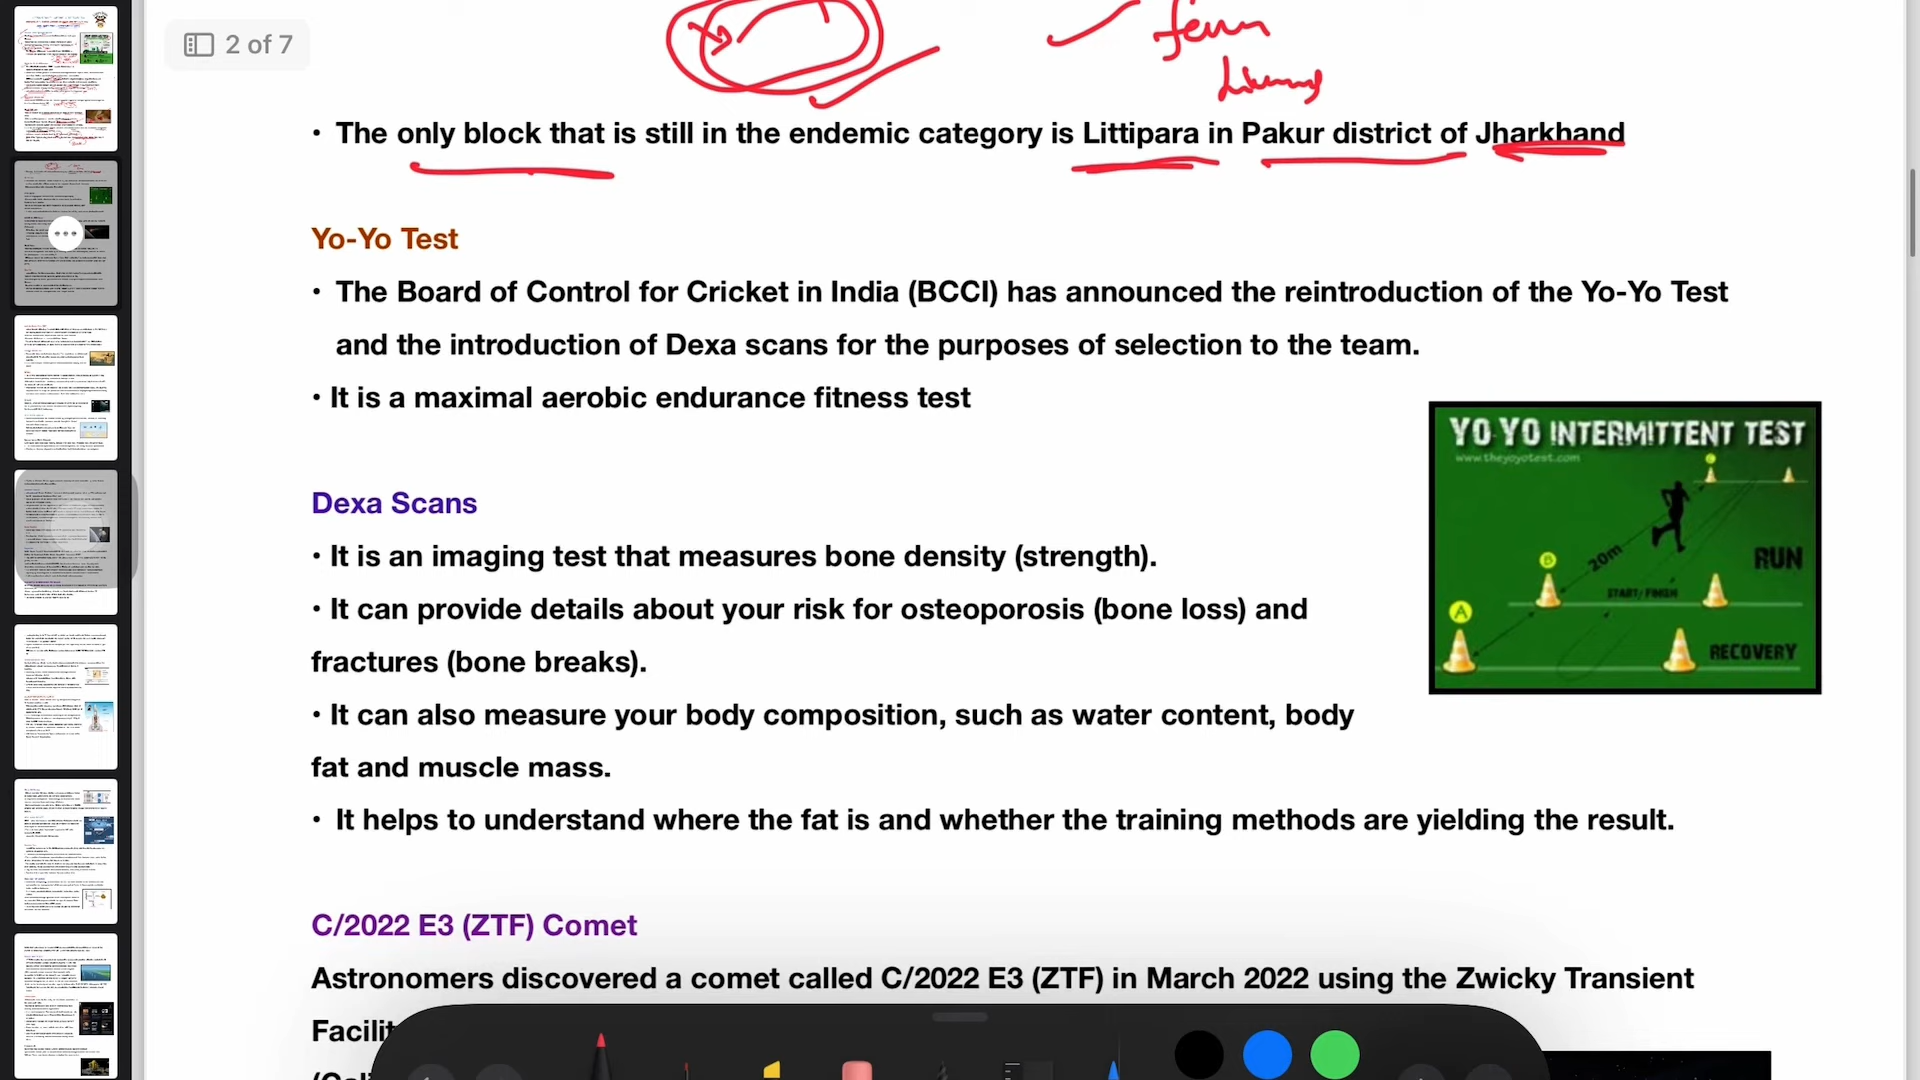 2 of 7
• The only block that is still in the endemic category is Littipara in Pakur district of Jharkhand
Yo-Yo Test
• The Board of Control for Cricket in India (BCCI) has announced the reintroduction of the Yo-Yo Test
and the introduction of Dexa scans for the purposes of selection to the team.
• It is a maximal aerobic endurance fitness test
YO-YO INTERMITTENT TEST
www.theyoyotest.com
C
20m
RUN
B
START/ FINISH
A
RECOVERY
Dexa Scans
• It is an imaging test that measures bone density (strength).
• It can provide details about your risk for osteoporosis (bone loss) and
fractures (bone breaks).
• It can also measure your body composition, such as water content, body
fat and muscle mass.
• It helps to understand where the fat is and whether the training methods are yielding the result.
C/2022 E3 (ZTF) Comet
Astronomers discovered a comet called C/2022 E3 (ZTF) in March 2022 using the Zwicky Transient